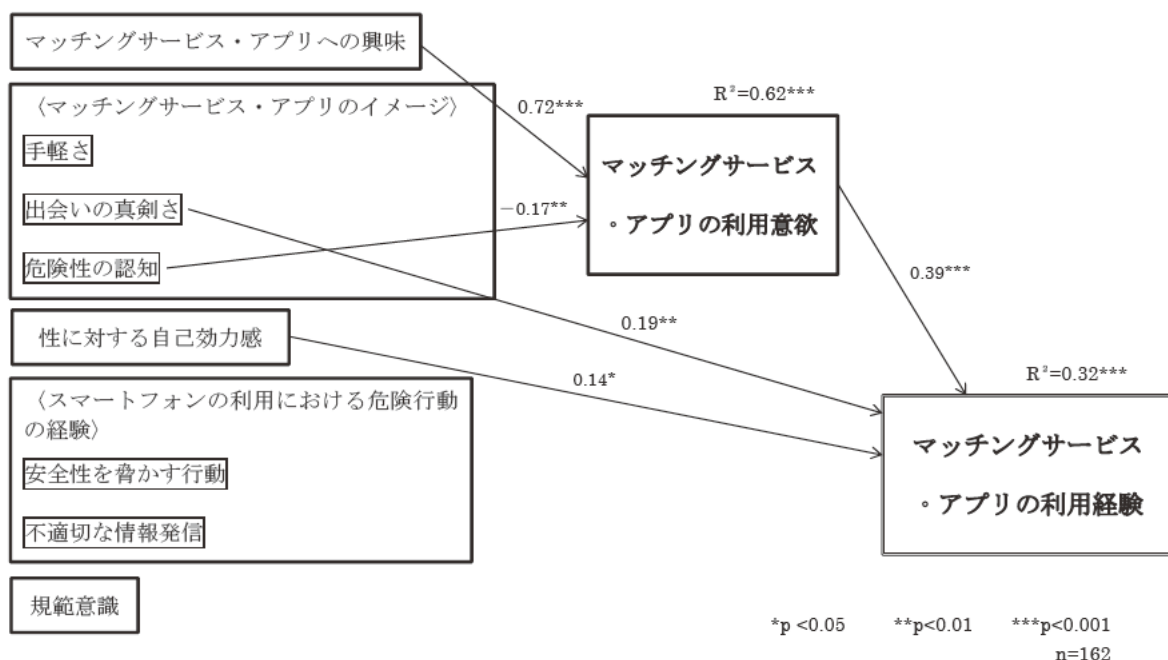 マッチングサービス・アプリへの興味
〈マッチングサービス・アプリのイメージ〉
手軽さ
出会いの真剣さ
危険性の認知
性に対する自己効力感
〈スマートフォンの利用における危険行動
の経験〉
安全性を脅かす行動
不適切な情報発信
規範意識
0.72***
-0.17**
R²=0.62***
マッチングサービス
・アプリの利用意欲
0.39***
0.19**
0.14*
R²=0.32***
マッチングサービス
・アプリの利用経験
*p <0.05 **p<0.01 ***p<0.001
n=162